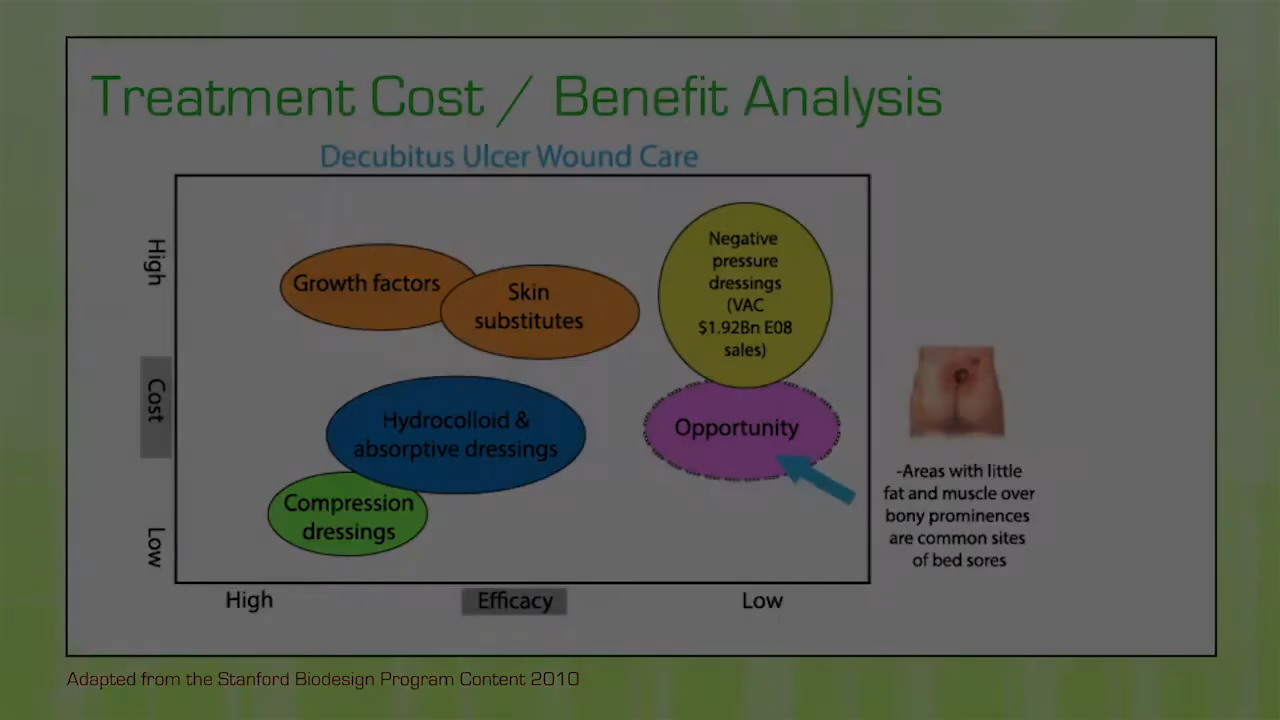 Treatment Cost / Benefit Analysis
Decubitus Ulcer Wound Care
High
Cost
Low
Growth factors
Skin
substitutes
Negative
pressure
dressings
(VAC
$1.92Bn E08
sales)
Hydrocolloid &
absorptive dressings
Opportunity
Compression
dressings
High
Efficacy
Low
-Areas with little
fat and muscle over
bony prominences
are common sites
of bed sores
Adapted from the Stanford Biodesign Program Content 2010